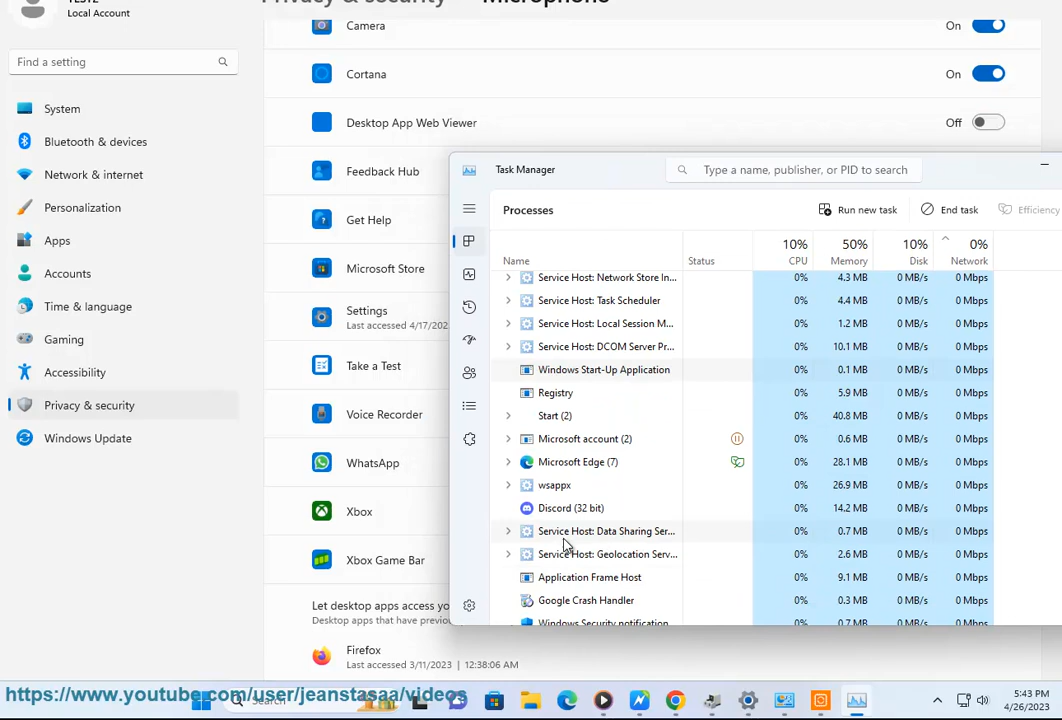 Privacy & security
Microphone
Local Account
Find a setting
System
Bluetooth & devices
Network & internet
Personalization
Apps
Accounts
Time & language
Gaming
Accessibility
Privacy & security
Windows Update
Camera On
Cortana On
Desktop App Web Viewer Off
Feedback Hub
Get Help
Microsoft Store
Settings
Last accessed 4/17/202
Take a Test
Voice Recorder
WhatsApp
Xbox
Xbox Game Bar
Let desktop apps access yo
Desktop apps that have previo
Firefox
Last accessed 3/11/2023 | 12:38:06 AM
Task Manager
Type a name, publisher, or PID to search
Processes
Run new task
End task
Efficiency
10% 50% 10% 0%
Name Status CPU Memory Disk Network
Service Host: Network Store In... 0% 4.3 MB 0 MB/s 0 Mbps
Service Host: Task Scheduler 0% 4.4 MB 0 MB/s 0 Mbps
Service Host: Local Session M... 0% 1.2 MB 0 MB/s 0 Mbps
Service Host: DCOM Server Pr... 0% 10.1 MB 0 MB/s 0 Mbps
Windows Start-Up Application 0% 0.1 MB 0 MB/s 0 Mbps
Registry 0% 5.9 MB 0 MB/s 0 Mbps
Start (2) 0% 40.8 MB 0 MB/s 0 Mbps
Microsoft account (2) 0% 0.6 MB 0 MB/s 0 Mbps
Microsoft Edge (7) 0% 28.1 MB 0 MB/s 0 Mbps
wsappx 0% 26.9 MB 0 MB/s 0 Mbps
Discord (32 bit) 0% 14.2 MB 0 MB/s 0 Mbps
Service Host: Data Sharing Ser... 0% 0.7 MB 0 MB/s 0 Mbps
Service Host: Geolocation Serv... 0% 2.6 MB 0 MB/s 0 Mbps
Application Frame Host 0% 9.1 MB 0 MB/s 0 Mbps
Google Crash Handler 0% 0.3 MB 0 MB/s 0 Mbps
Windows Security notification 0% 0.7 MB 0 MB/s 0 Mbps
https://www.youtube.com/user/jeanstasaa/videos
Search
5:43 PM
4/26/2023